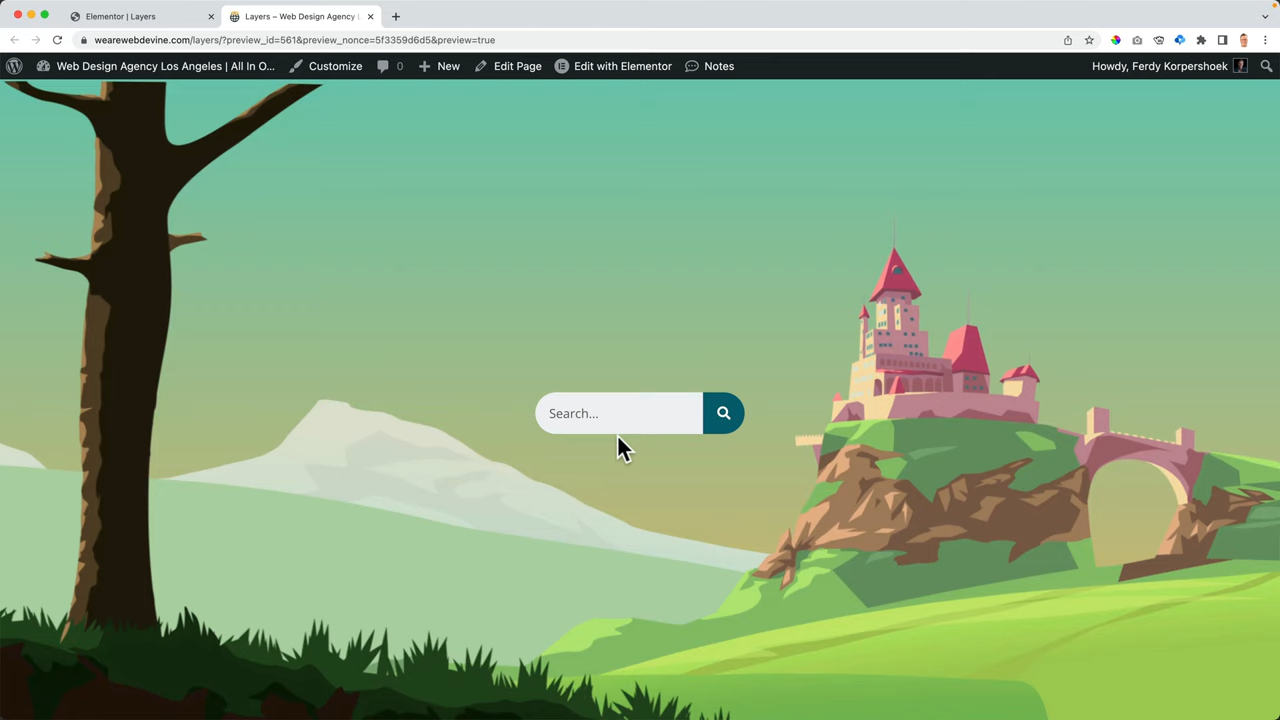 Elementor | Layers
Layers – Web Design Agency L
wearewebdevine.com/layers/?preview_id=561&preview_nonce=5f3359d6d5&preview=true
Web Design Agency Los Angeles | All In O... Customize 0 New Edit Page Edit with Elementor Notes Howdy, Ferdy Korpershoek
Search...